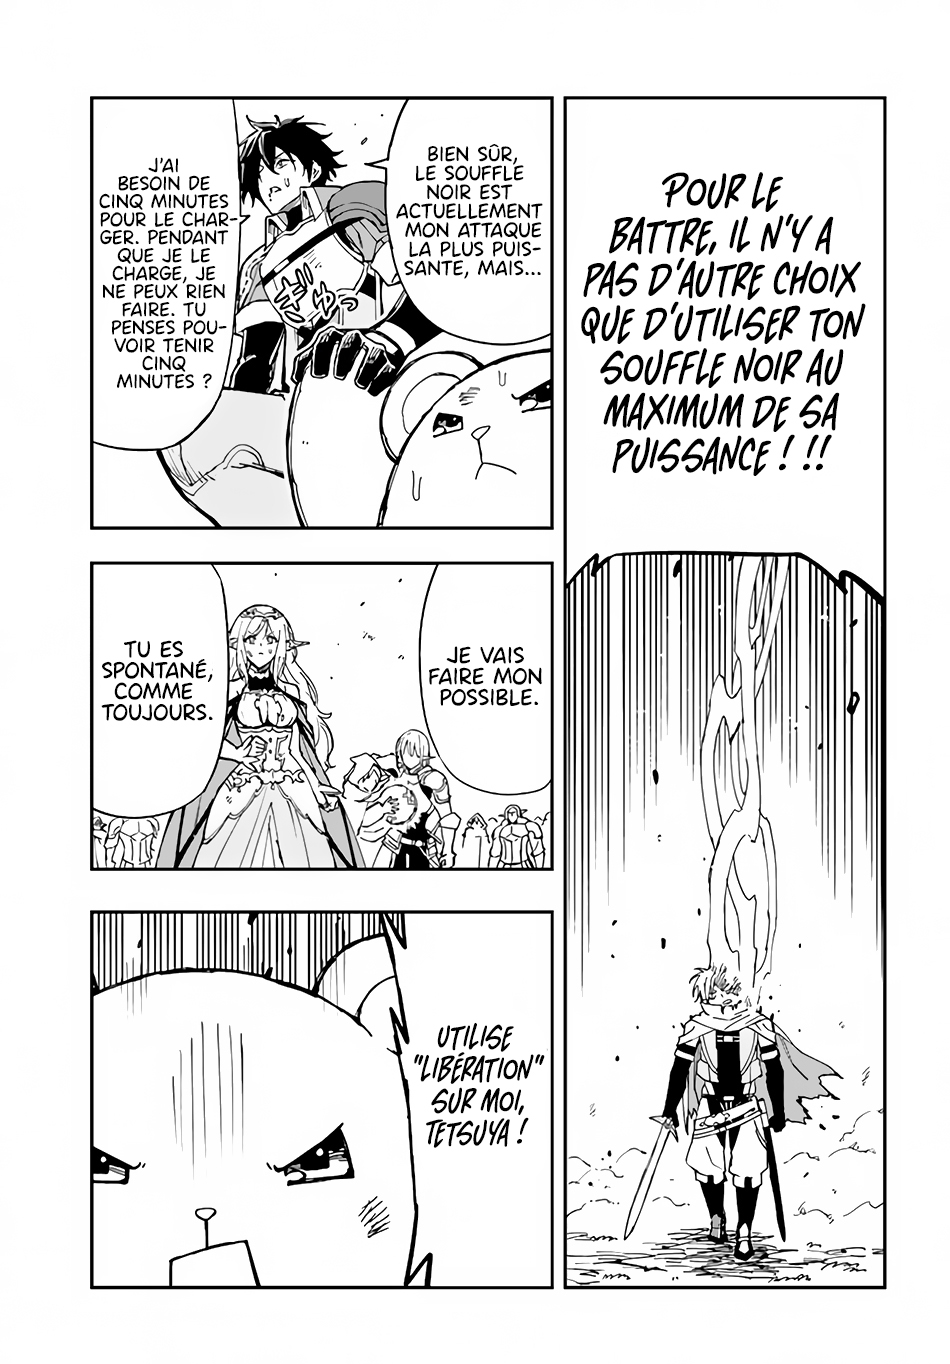 POUR LE
BATTRE, IL N'Y A
PAS D'AUTRE CHOIX
QUE D'UTILISER TON
SOUFFLE NOIR AU
MAXIMUM DE SA
PUISSANCE ! !!
BIEN SÛR,
LE SOUFFLE
NOIR EST
ACTUELLEMENT
MON ATTAQUE
LA PLUS PUIS-
SANTE, MAIS...
J'AI
BESOIN DE
CINQ MINUTES
POUR LE CHAR-
GER. PENDANT
QUE JE LE
CHARGE, JE
NE PEUX RIEN
FAIRE. TU
PENSES POU-
VOIR TENIR
CINQ
MINUTES ?
ギュッ
JE VAIS
FAIRE MON
POSSIBLE.
TU ES
SPONTANÉ,
COMME
TOUJOURS.
UTILISE
"LIBÉRATION"
SUR MOI,
TETSUYA !